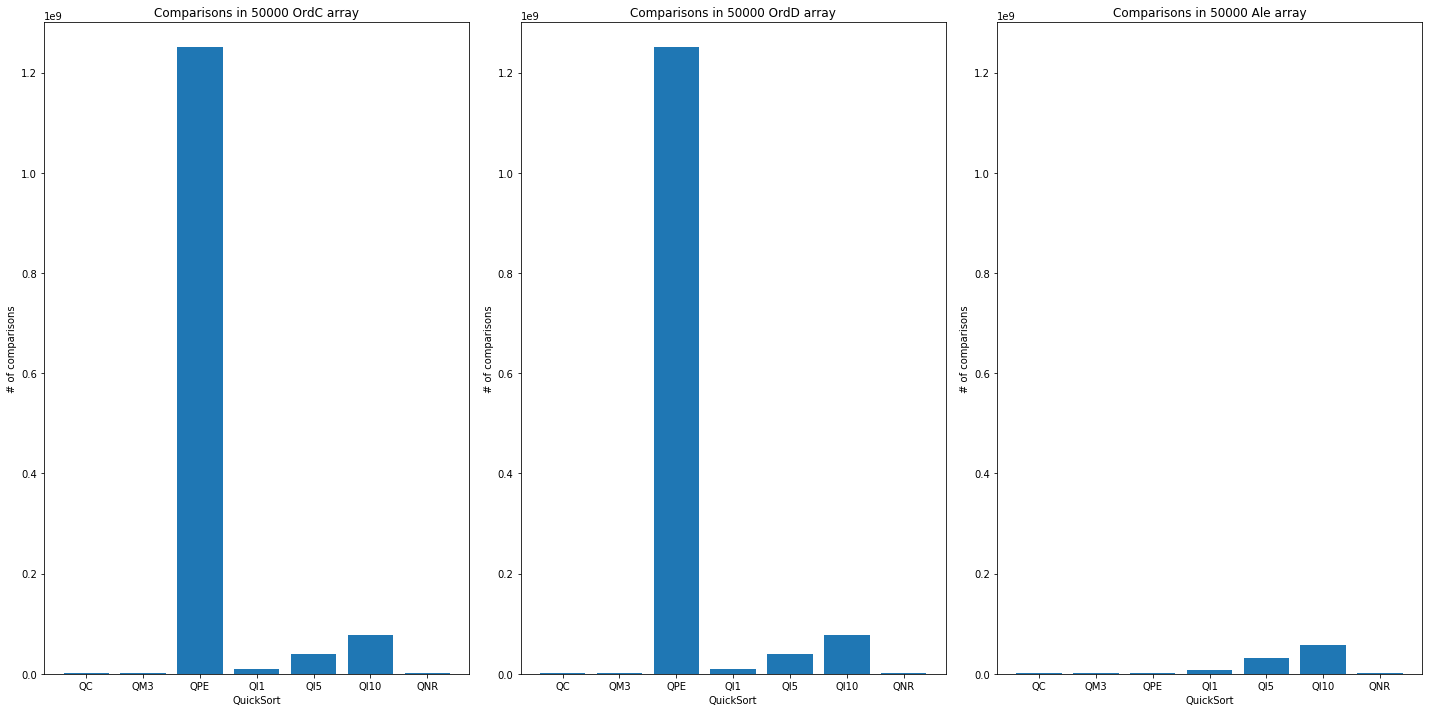 Comparisons in 50000 OrdC array
1e9
1.2
1.0
0.8
0.6
0.4
0.2
0.0
# of comparisons
QC QM3 QPE QI1 QI5 QI10 QNR
QuickSort
Comparisons in 50000 OrdD array
1e9
1.2
1.0
0.8
0.6
0.4
0.2
0.0
# of comparisons
QC QM3 QPE QI1 QI5 QI10 QNR
QuickSort
Comparisons in 50000 Ale array
1e9
1.2
1.0
0.8
0.6
0.4
0.2
0.0
# of comparisons
QC QM3 QPE QI1 QI5 QI10 QNR
QuickSort